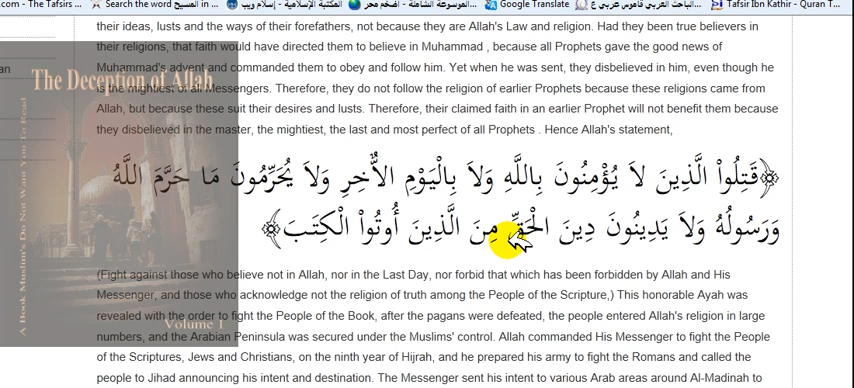 .com - The Tafsirs ...
Search the word المسيح in t...
المكتبة الإسلامية - إسلام ويب
الموسوعة الشاملة - اضخم محر...
Google Translate
الباحث العربي قاموس عربي ع...
Tafsir Ibn Kathir - Quran T...
their ideas, lusts and the ways of their forefathers, not because they are Allah's Law and religion. Had they been true believers in
their religions, that faith would have directed them to believe in Muhammad , because all Prophets gave the good news of
Muhammad's advent and commanded them to obey and follow him. Yet when he was sent, they disbelieved in him, even though he
is the mightiest of all Messengers. Therefore, they do not follow the religion of earlier Prophets because these religions came from
Allah, but because these suit their desires and lusts. Therefore, their claimed faith in an earlier Prophet will not benefit them because
they disbelieved in the master, the mightiest, the last and most perfect of all Prophets . Hence Allah's statement,
﴿قَـتِلُواْ الَّذِينَ لاَ يُؤْمِنُونَ بِاللَّهِ وَلاَ بِالْيَوْمِ الاٌّخِرِ وَلاَ يُحَرِّمُونَ مَا حَرَّمَ اللَّهُ
وَرَسُولُهُ وَلاَ يَدِينُونَ دِينَ الْحَقِّ مِنَ الَّذِينَ أُوتُواْ الْكِتَـبَ﴾
(Fight against those who believe not in Allah, nor in the Last Day, nor forbid that which has been forbidden by Allah and His
Messenger, and those who acknowledge not the religion of truth among the People of the Scripture,) This honorable Ayah was
revealed with the order to fight the People of the Book, after the pagans were defeated, the people entered Allah's religion in large
numbers, and the Arabian Peninsula was secured under the Muslims' control. Allah commanded His Messenger to fight the People
of the Scriptures, Jews and Christians, on the ninth year of Hijrah, and he prepared his army to fight the Romans and called the
people to Jihad announcing his intent and destination. The Messenger sent his intent to various Arab areas around Al-Madinah to
an
The Deception of Allah
A Book Muslim's Do Not Want You To Read
Volume 1